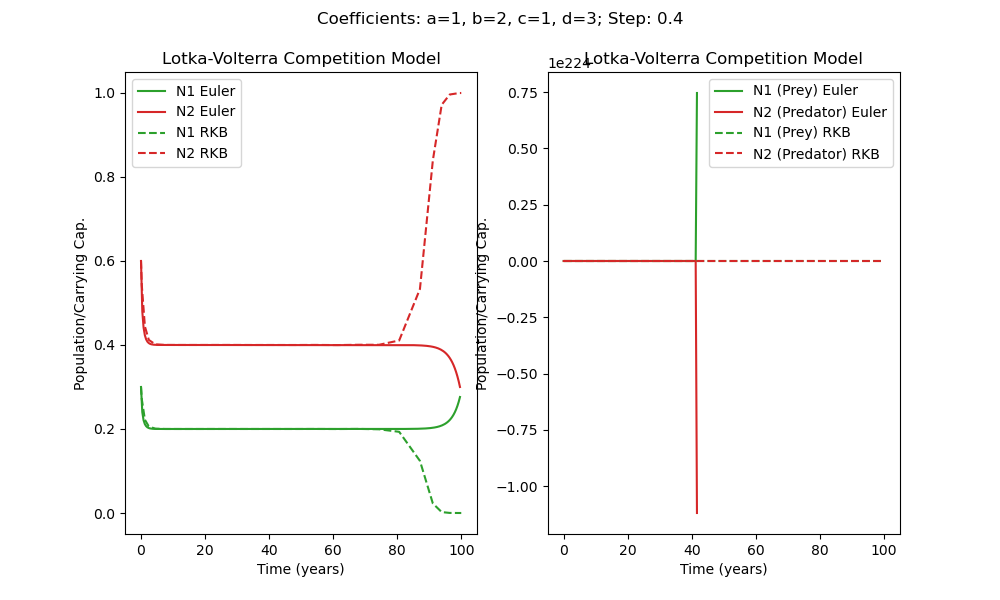 Coefficients: a=1, b=2, c=1, d=3; Step: 0.4
Lotka-Volterra Competition Model
N1 Euler
N2 Euler
N1 RKB
N2 RKB
Population/Carrying Cap.
1.0
0.8
0.6
0.4
0.2
0.0
0
20
40
60
80
100
Time (years)
Lotka-Volterra Competition Model
1e224
N1 (Prey) Euler
N2 (Predator) Euler
N1 (Prey) RKB
N2 (Predator) RKB
Population/Carrying Cap.
0.75
0.50
0.25
0.00
−0.25
−0.50
−0.75
−1.00
0
20
40
60
80
100
Time (years)